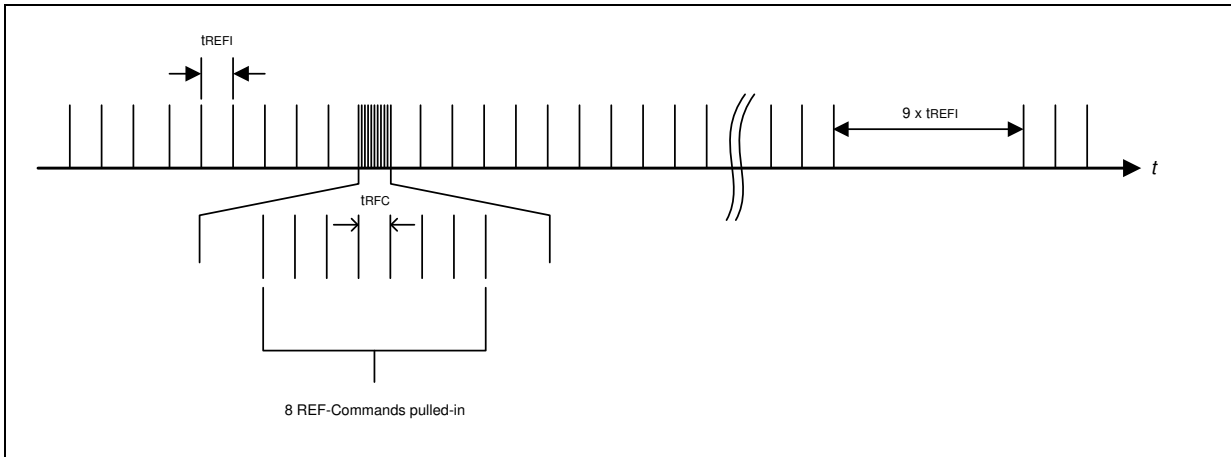 tREFI
9 x tREFI
t
tRFC
8 REF-Commands pulled-in